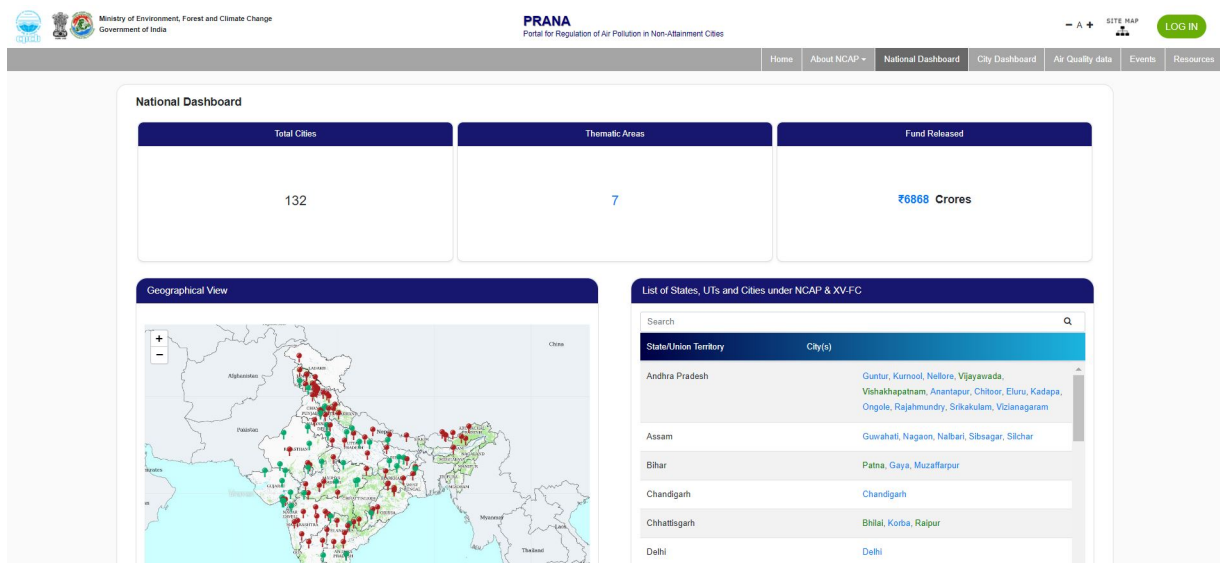 Ministry of Environment, Forest and Climate Change
Government of India
PRANA
Portal for Regulation of Air Pollution in Non-Attainment Cities
- A +
SITE MAP
LOG IN
Home
About NCAP
National Dashboard
City Dashboard
Air Quality data
Events
Resources
National Dashboard
Total Cities
Thematic Areas
Fund Released
132
7
₹6868 Crores
Geographical View
List of States, UTs and Cities under NCAP & XV-FC
Search
State/Union Territory
City(s)
Andhra Pradesh
Guntur, Kurnool, Nellore, Vijayawada,
Vishakhapatnam, Anantapur, Chitoor, Eluru, Kadapa,
Ongole, Rajahmundry, Srikakulam, Vizianagaram
Assam
Guwahati, Nagaon, Nalbari, Sibsagar, Silchar
Bihar
Patna, Gaya, Muzaffarpur
Chandigarh
Chandigarh
Chhattisgarh
Bhilai, Korba, Raipur
Delhi
Delhi
+
−
China
Afghanistan
LADAKH
Pakistan
Nepal
Myanmar
Laos
Thailand